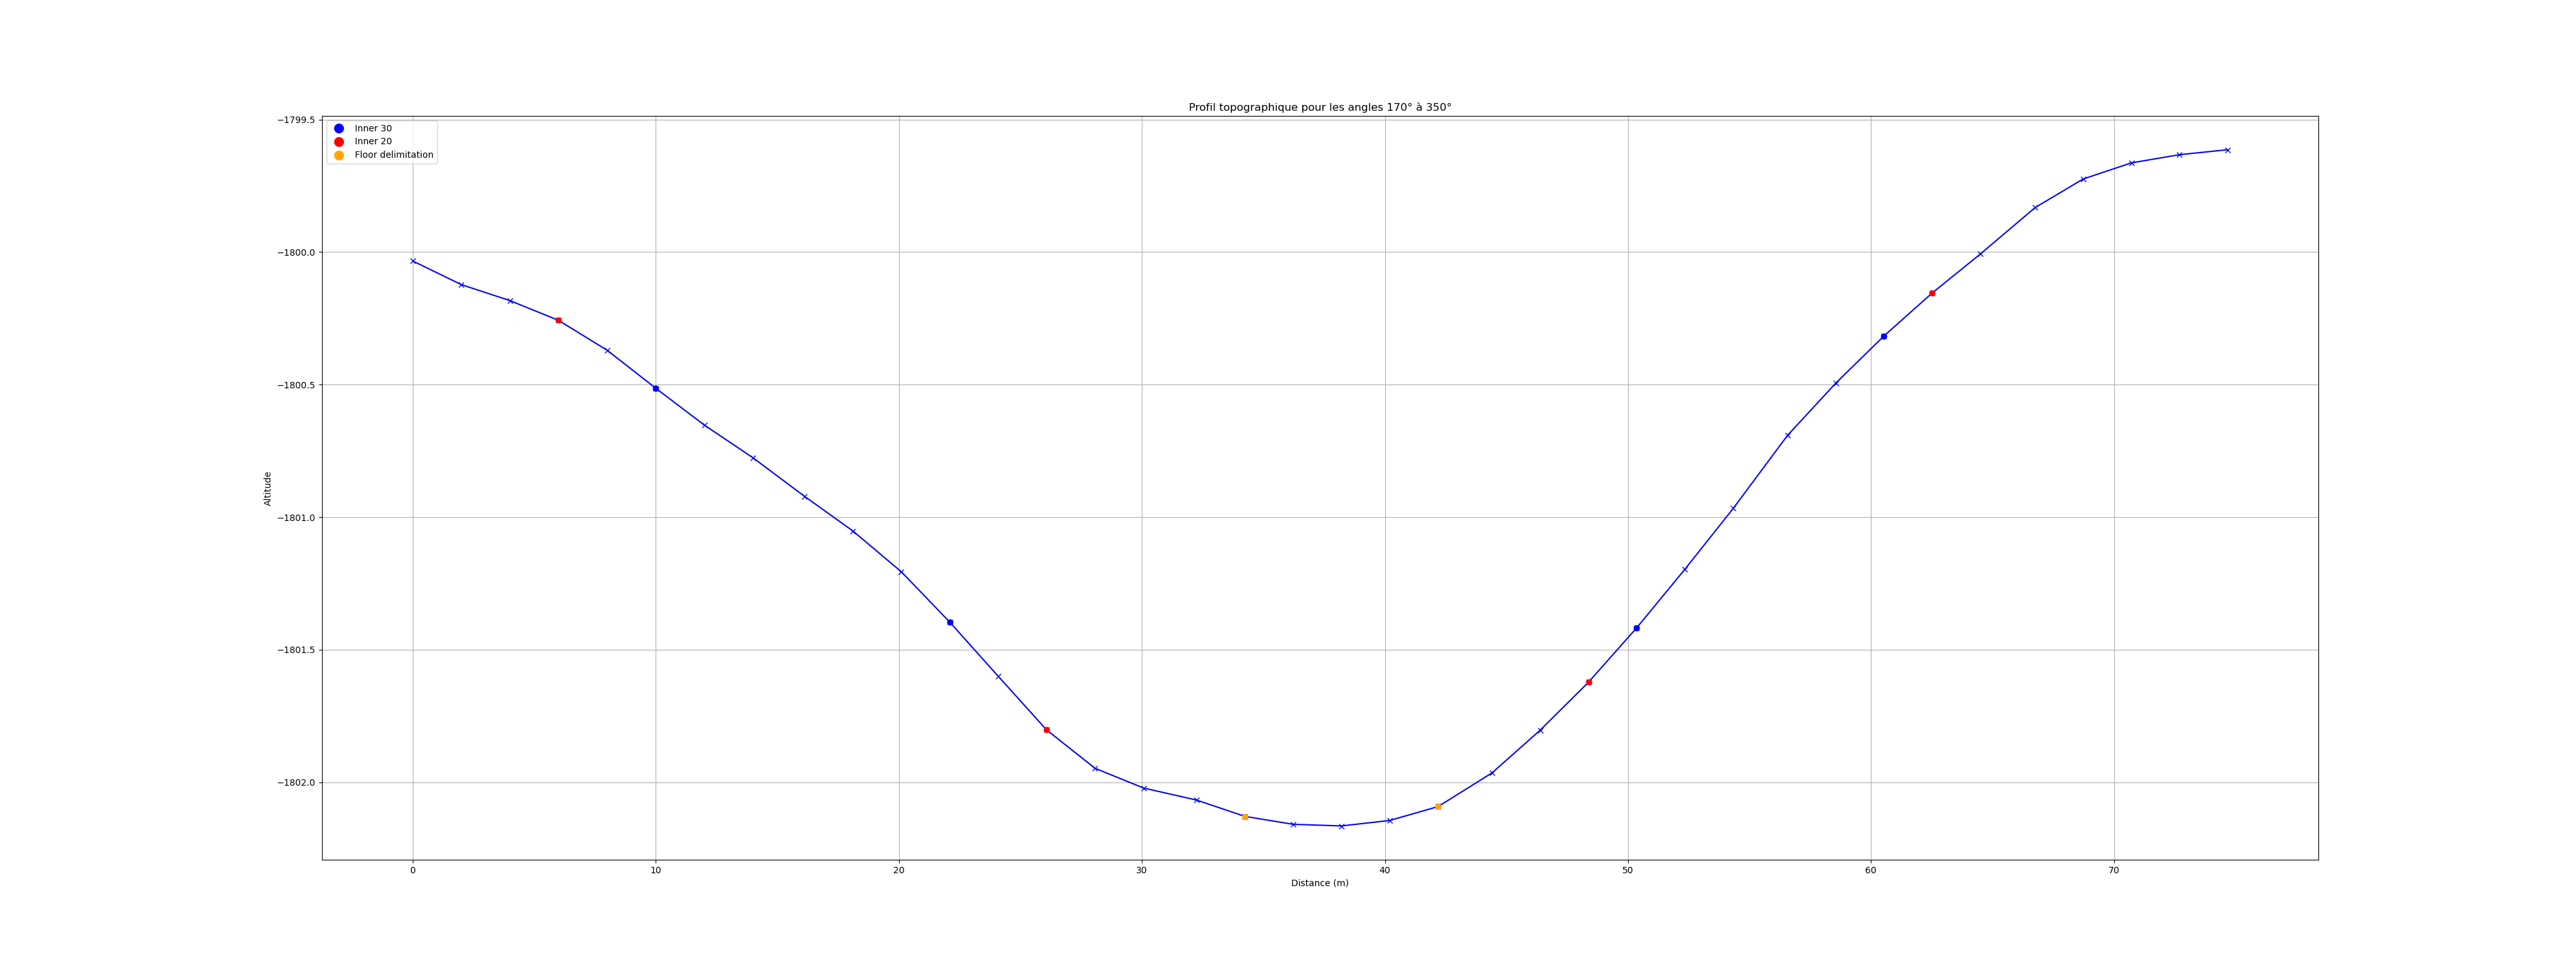 Profil topographique pour les angles 170° à 350°
Inner 30
Inner 20
Floor delimitation
−1799.5
−1800.0
−1800.5
−1801.0
−1801.5
−1802.0
Altitude
0 10 20 30 40 50 60 70
Distance (m)